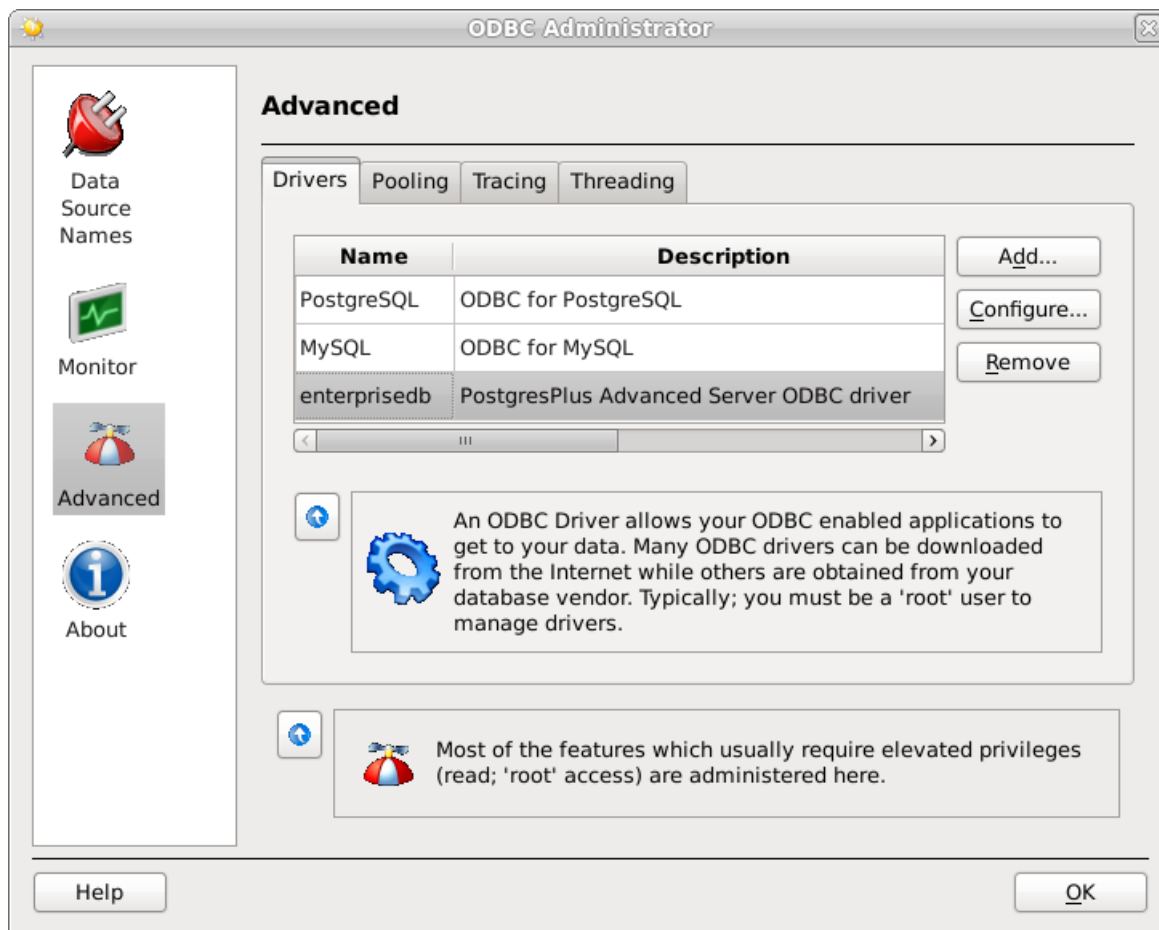 ODBC Administrator
Data
Source
Names
Monitor
Advanced
About
Advanced
Drivers Pooling Tracing Threading
Name Description
PostgreSQL ODBC for PostgreSQL
MySQL ODBC for MySQL
enterprisedb PostgresPlus Advanced Server ODBC driver
Add...
Configure...
Remove
An ODBC Driver allows your ODBC enabled applications to
get to your data. Many ODBC drivers can be downloaded
from the Internet while others are obtained from your
database vendor. Typically; you must be a 'root' user to
manage drivers.
Most of the features which usually require elevated privileges
(read; 'root' access) are administered here.
Help
OK